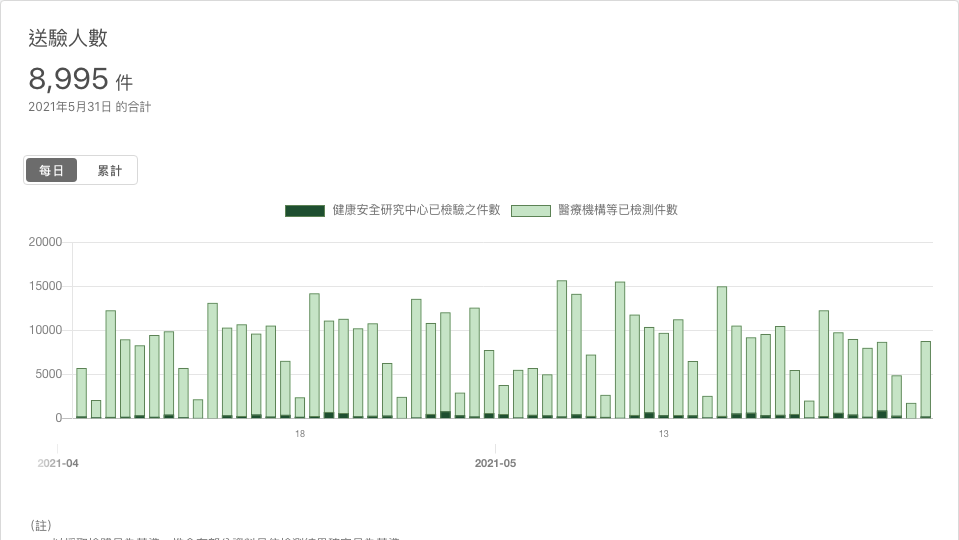 送驗人數
8,995 件
2021年5月31日 的合計
每日 累計
健康安全研究中心已檢驗之件數 醫療機構等已檢測件數
20000
15000
10000
5000
0
18 13
2021-04 2021-05
(註)